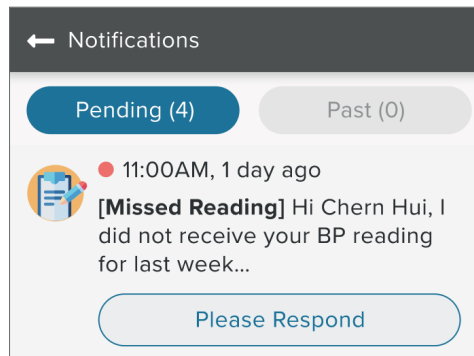 Notifications
Pending (4)
Past (0)
11:00AM, 1 day ago
[Missed Reading] Hi Chern Hui, I
did not receive your BP reading
for last week...
Please Respond